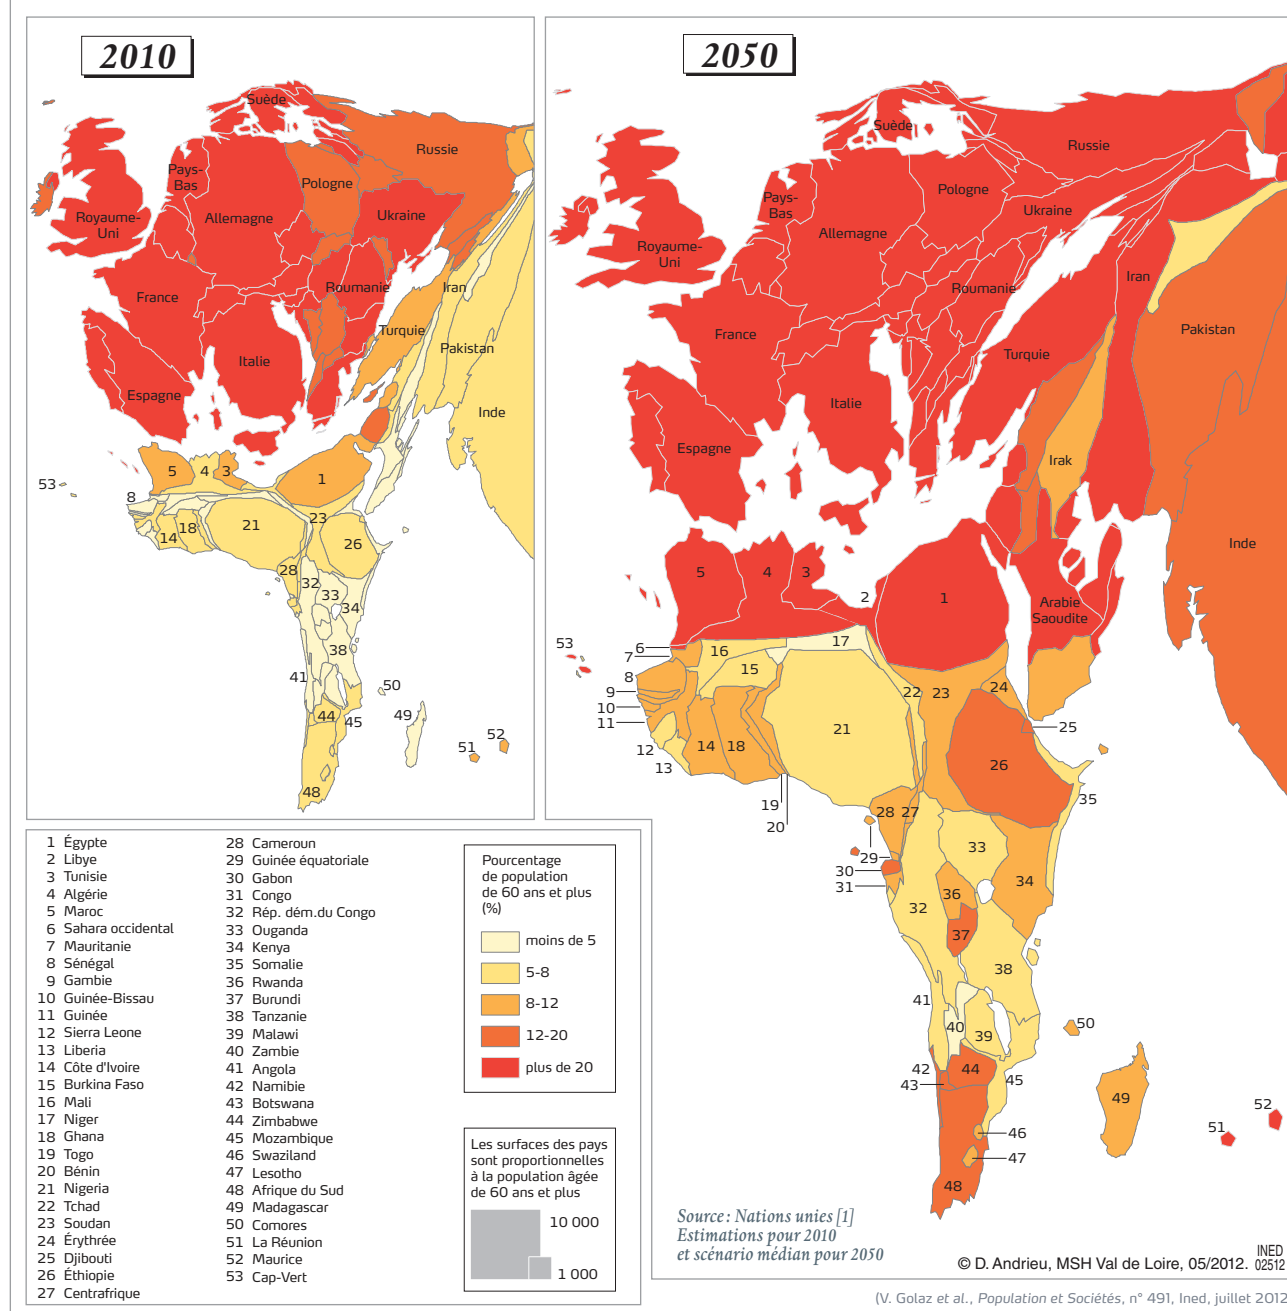 2010
Suède
Russie
Pays-
Bas
Pologne
Royaume-
Uni
Allemagne
Ukraine
France
Roumanie
Iran
Turquie
Italie
Pakistan
Espagne
Inde
5
4
3
1
53
8
21
23
18
14
26
28
32
33
34
38
41
50
44
45
49
52
51
48
2050
Suède
Russie
Pays-
Bas
Pologne
Ukraine
Royaume-
Uni
Allemagne
Iran
Roumanie
France
Pakistan
Turquie
Italie
Espagne
Irak
Inde
5
4
3
2
1
Arabie
Saoudite
53
6
7
16
17
15
8
9
10
11
22
23
24
25
12
13
14
18
21
26
19
20
28
27
35
29
30
31
33
34
36
32
37
38
41
40
39
50
42
43
44
45
49
46
47
52
51
48
1 Égypte
2 Libye
3 Tunisie
4 Algérie
5 Maroc
6 Sahara occidental
7 Mauritanie
8 Sénégal
9 Gambie
10 Guinée-Bissau
11 Guinée
12 Sierra Leone
13 Liberia
14 Côte d'Ivoire
15 Burkina Faso
16 Mali
17 Niger
18 Ghana
19 Togo
20 Bénin
21 Nigeria
22 Tchad
23 Soudan
24 Érythrée
25 Djibouti
26 Éthiopie
27 Centrafrique
28 Cameroun
29 Guinée équatoriale
30 Gabon
31 Congo
32 Rép. dém.du Congo
33 Ouganda
34 Kenya
35 Somalie
36 Rwanda
37 Burundi
38 Tanzanie
39 Malawi
40 Zambie
41 Angola
42 Namibie
43 Botswana
44 Zimbabwe
45 Mozambique
46 Swaziland
47 Lesotho
48 Afrique du Sud
49 Madagascar
50 Comores
51 La Réunion
52 Maurice
53 Cap-Vert
Pourcentage
de population
de 60 ans et plus
(%)
moins de 5
5-8
8-12
12-20
plus de 20
Les surfaces des pays
sont proportionnelles
à la population âgée
de 60 ans et plus
10 000
1 000
Source : Nations unies [1]
Estimations pour 2010
et scénario médian pour 2050
© D. Andrieu, MSH Val de Loire, 05/2012.
INED
02512
(V. Golaz et al., Population et Sociétés, n° 491, Ined, juillet 2012